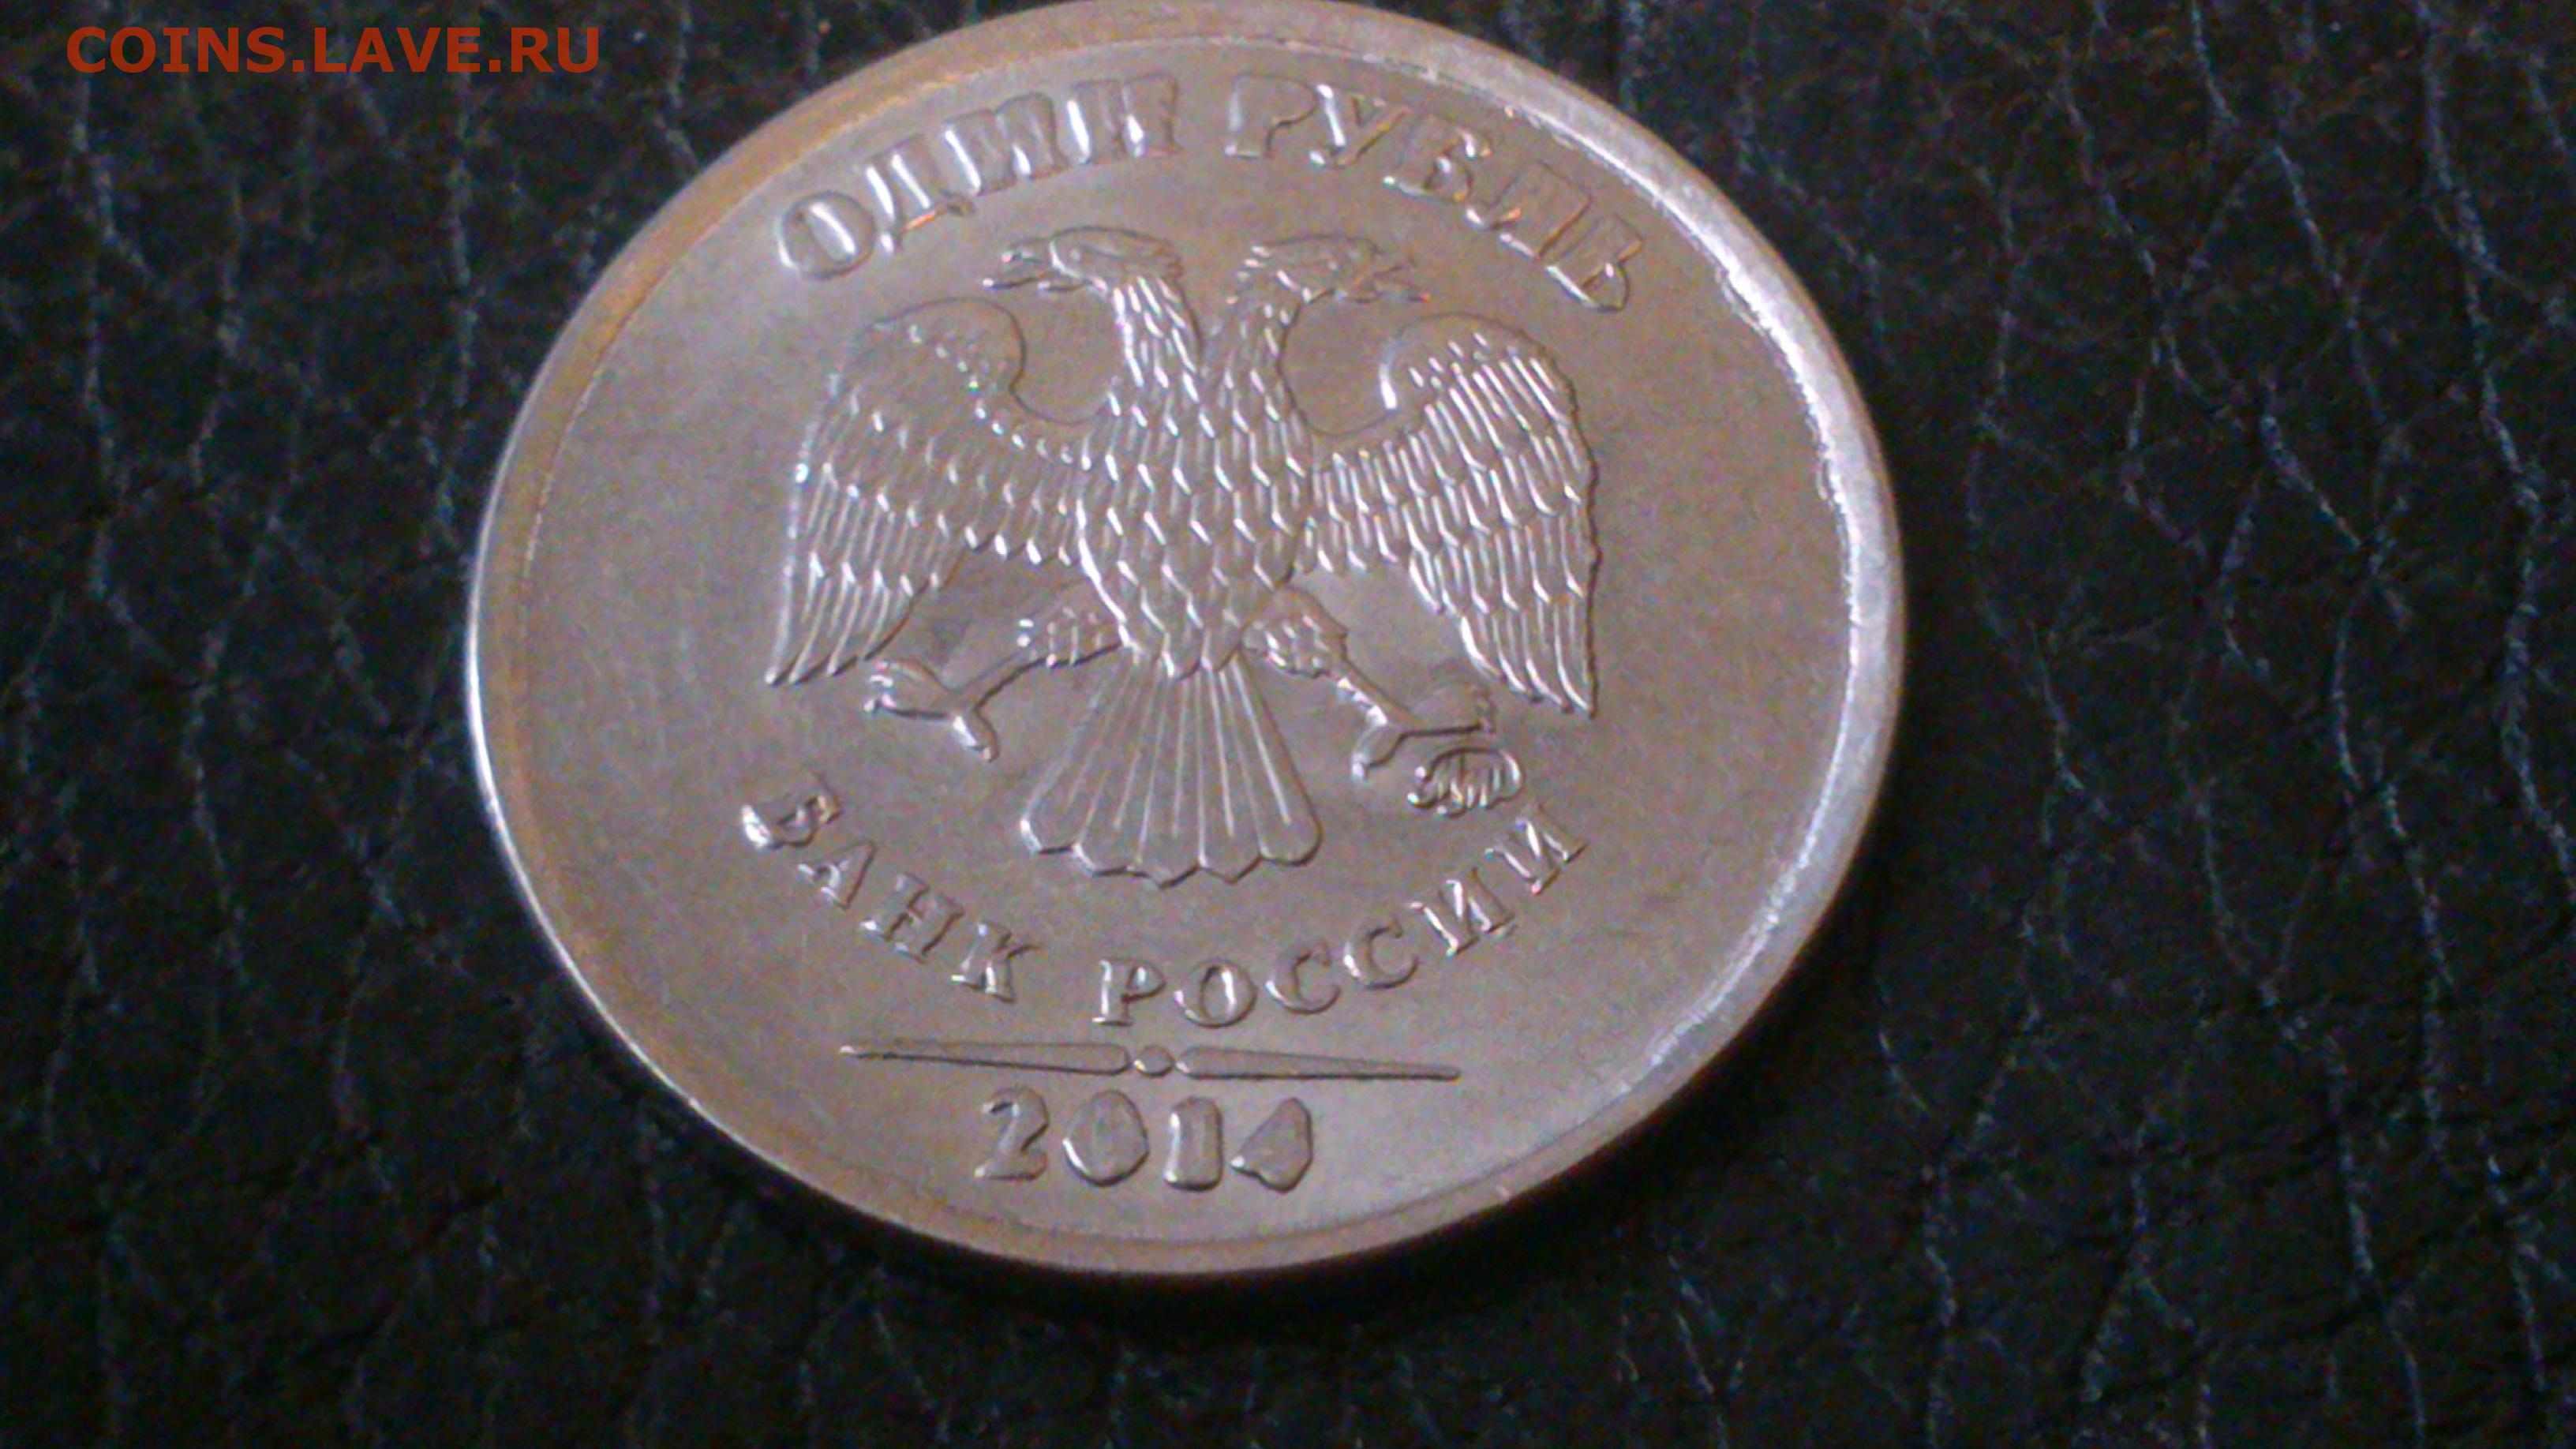 COINS.LAVE.RU
ОДИН РУБЛЬ
БАНК РОССИИ
2014